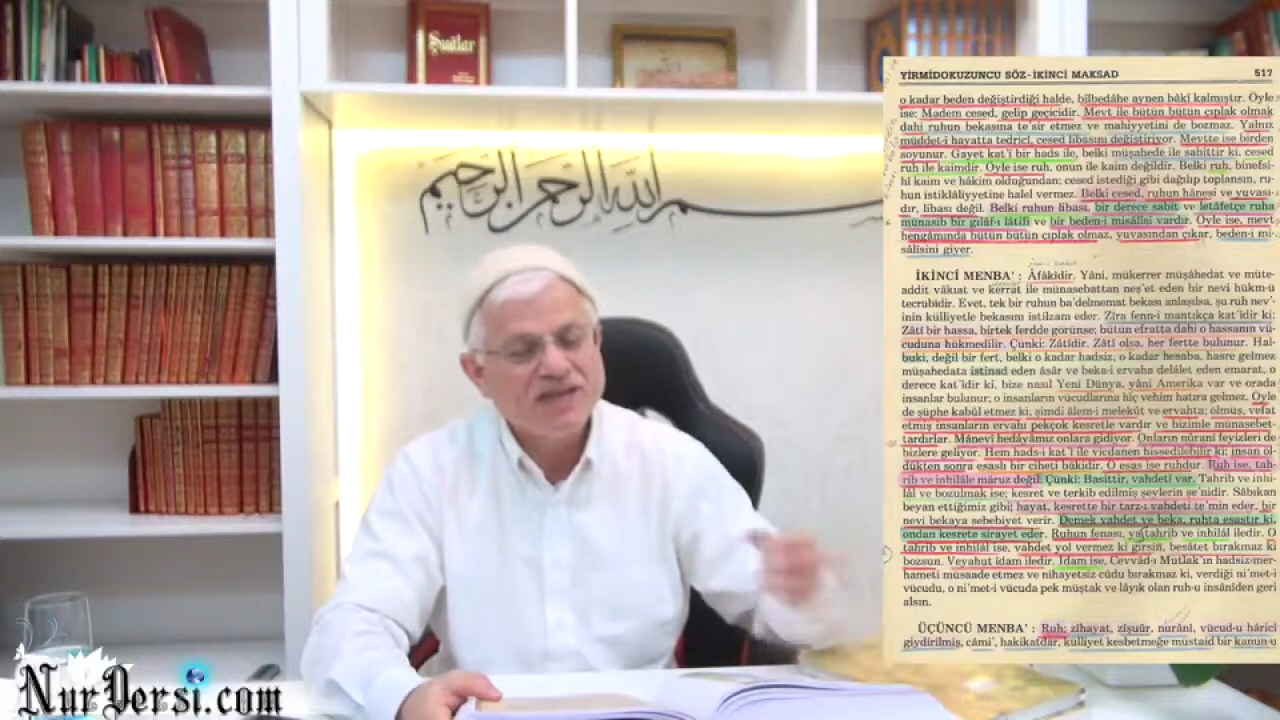 Şuâlar
بسم الله الرحمن الرحيم
YİRMİDOKUZUNCU SÖZ-İKİNCİ MAKSAD 517
o kadar beden değiştirdiği halde, bilbedahe aynen bâki kalmıştır. Öyle
ise: Madem cesed, gelip geçicidir. Mevt ile bütün bütün çıplak olmak
dahi ruhun bekasına te'sir etmez ve mahiyyetini de bozmaz. Yalnız
müddet-i hayatta tedricî, cesed libasını değiştiriyor. Mevtte ise birden
soyunur. Gayet kat'î bir hads ile, belki müşahede ile sabittir ki, cesed
ruh ile kaimdir. Öyle ise ruh, onun ile kaim değildir. Belki ruh, binefsi-
hî kaim ve hâkim olduğundan; cesed istediği gibi dağılıp toplansın, ru-
hun istiklâliyyetine halel vermez. Belki cesed, ruhun hânesi ve yuvası-
dır, libası değil. Belki ruhun libası, bir derece sabit ve letâfetçe ruha
münasib bir gılâf-ı lâtifi ve bir beden-i misâlîsi vardır. Öyle ise, mevt
hengâmında bütün bütün çıplak olmaz, yuvasından çıkar, beden-i mi-
sâlîsini giyer.
İKİNCİ MENBA' : Âfâkîdir. Yâni, mükerrer müşâhedat ve müte-
addit vâkıat ve kerrat ile münasebattan neş'et eden bir nevi hükm-ü
tecrübîdir. Evet, tek bir ruhun ba'delmemat bekası anlaşılsa, şu ruh nev'-
inin külliyetle bekasını istilzam eder. Zîra fenn-i mantıkça kat'îdir ki;
Zâtî bir hassa, birtek ferdde görünse; bütün efratta dahi o hassanın vü-
cuduna hükmedilir. Çünki: Zâtîdir. Zâtî olsa, her fertte bulunur. Hal-
buki, değil bir fert, belki o kadar hadsiz, o kadar hesaba, hasre gelmez
müşahedata istinad eden âsâr ve beka-i ervaha delâlet eden emarat, o
derece kat'îdir ki, bize nasıl Yeni Dünya, yâni Amerika var ve orada
insanlar bulunur; o insanların vücudlarına hiç vehim hatıra gelmez. Öyle
de şüphe kabûl etmez ki, şimdi âlem-i melekût ve ervahta; ölmüş, vefat
etmiş insanların ervahı pekçok kesretle vardır ve bizimle münasebet-
tardırlar. Mânevî hedâyâmız onlara gidiyor. Onların nûranî feyizleri de
bizlere geliyor. Hem hads-i kat'î ile vicdanen hissedilebilir ki; insan öl-
dükten sonra esaslı bir ciheti bâkîdir. O esas ise ruhdur. Ruh ise, tah-
rib ve inhilâle mâruz değil. Çünki: Basittir, vahdeti var. Tahrib ve inhi-
lâl ve bozulmak ise; kesret ve terkib edilmiş şeylerin şe'nidir. Sâbıkan
beyan ettiğimiz gibi; hayat, kesrette bir tarz-ı vahdeti te'min eder, bir
nevi bekaya sebebiyet verir. Demek vahdet ve beka, ruhta esastır ki,
ondan kesrete sirayet eder. Ruhun fenası, ya tahrib ve inhilâl iledir. O
tahrib ve inhilâl ise, vahdet yol vermez ki girsin, besâtet bırakmaz ki
bozsun. Veyahut idam iledir. İdam ise, Cevvâd-ı Mutlak'ın hadsiz mer-
hameti müsaade etmez ve nihayetsiz cûdu bırakmaz ki, verdiği ni'met-i
vücudu, o ni'met-i vücuda pek müştak ve lâyık olan ruh-u insânîden geri
alsın.
ÜÇÜNCÜ MENBA' : Ruh; zîhayat, zîşuûr, nurânî, vücud-u hâricî
giydirilmiş, câmi', hakikatdar, külliyet kesbetmeğe müstaid bir kanun-u
NurDersi.com